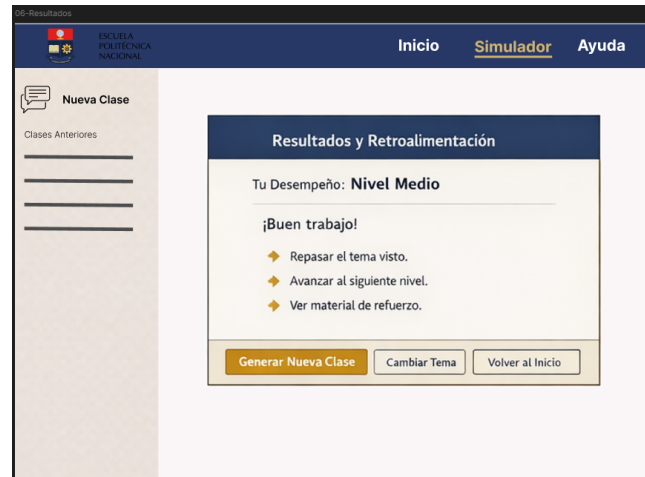 06-Resultados
ESCUELA
POLITÉCNICA
NACIONAL
Inicio
Simulador
Ayuda
Nueva Clase
Clases Anteriores
Resultados y Retroalimentación
Tu Desempeño: Nivel Medio
¡Buen trabajo!
Repasar el tema visto.
Avanzar al siguiente nivel.
Ver material de refuerzo.
Generar Nueva Clase
Cambiar Tema
Volver al Inicio